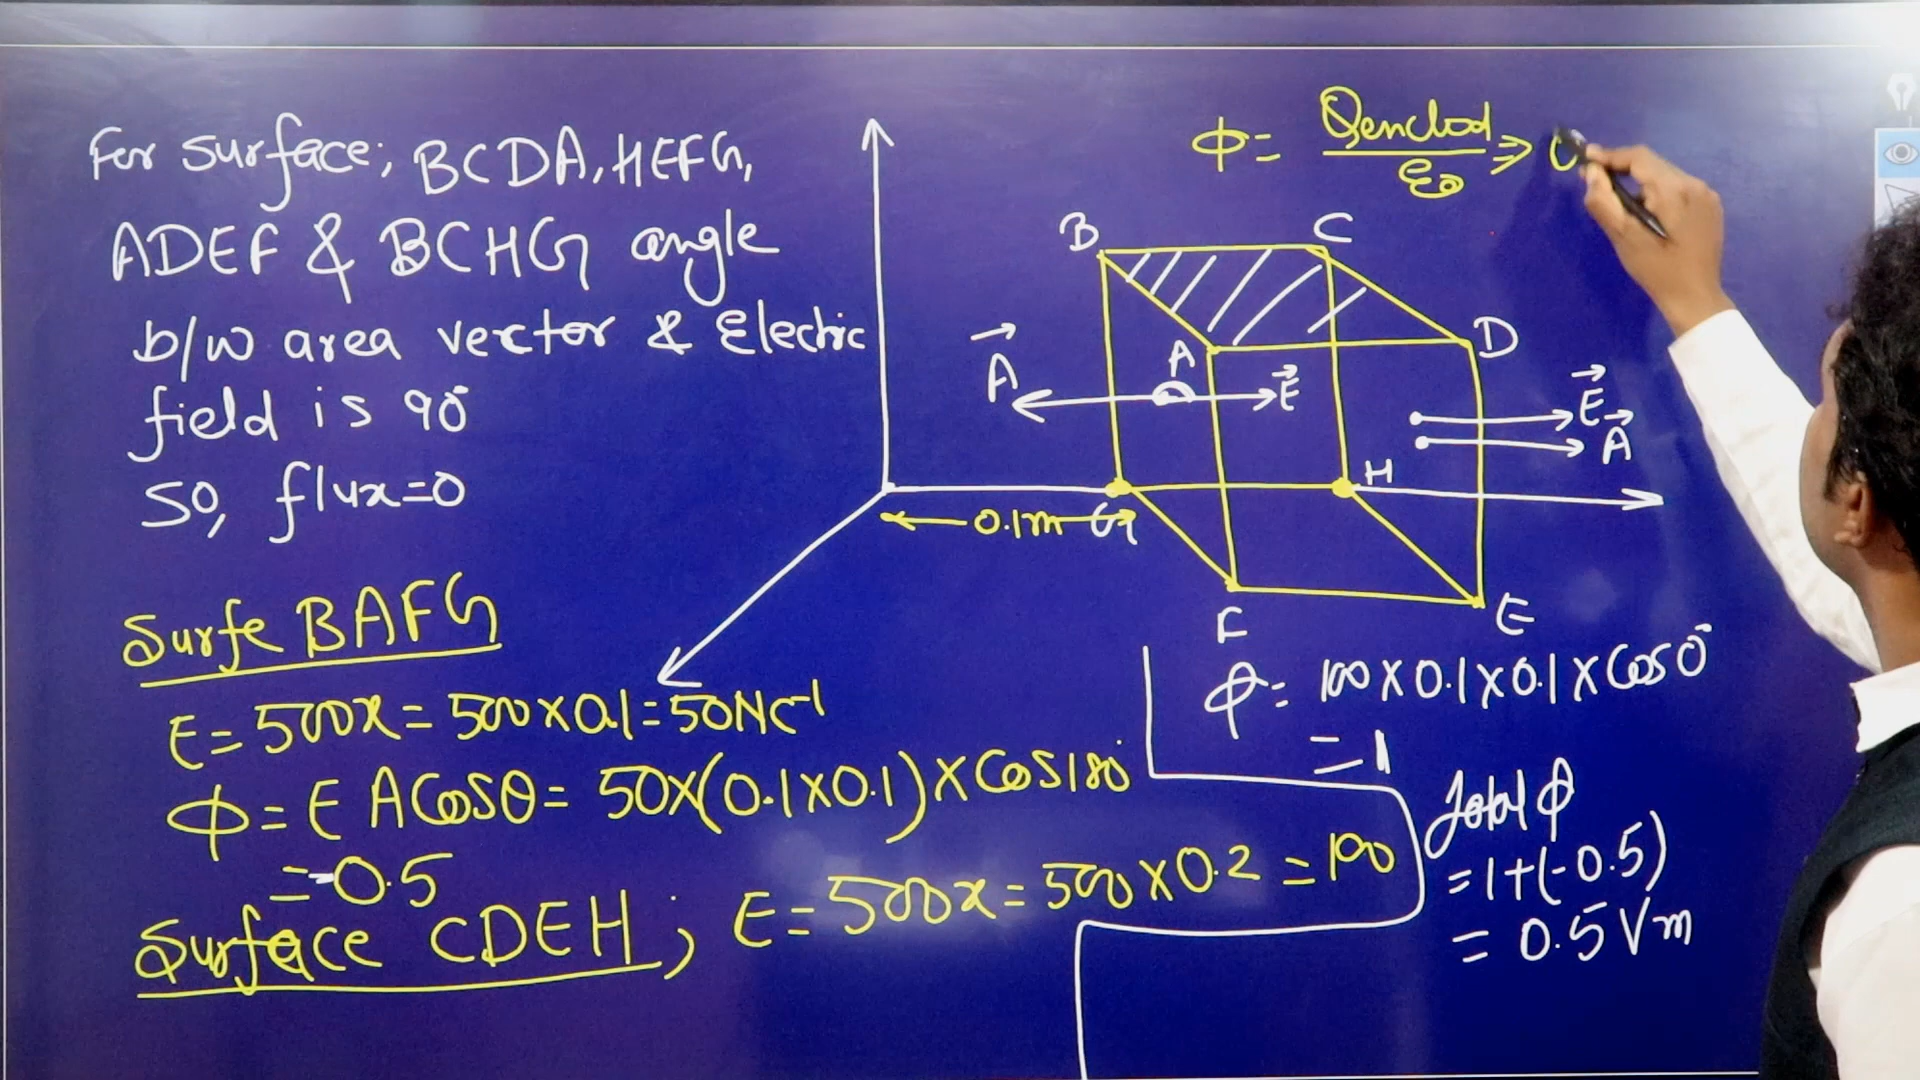 For surface; BCDA, HEFG,
ADEF & BCHG angle
b/w area vector & Electric
field is 90°
So, flux=0
Surfe BAFG
E = 500x = 500×0.1 = 50NC⁻¹
Φ = E A Cosθ = 50×(0.1×0.1)×Cos180°
= -0.5
Surface CDEH; E = 500x = 500×0.2 = 100
Φ = Qenclod/ε₀ ⇒
B
C
A
D
A⃗
E⃗
E⃗
A⃗
H
0.1m
G
F
E
Φ = 100×0.1×0.1×Cos0°
= 1
Total Φ
= 1+(-0.5)
= 0.5 Vm